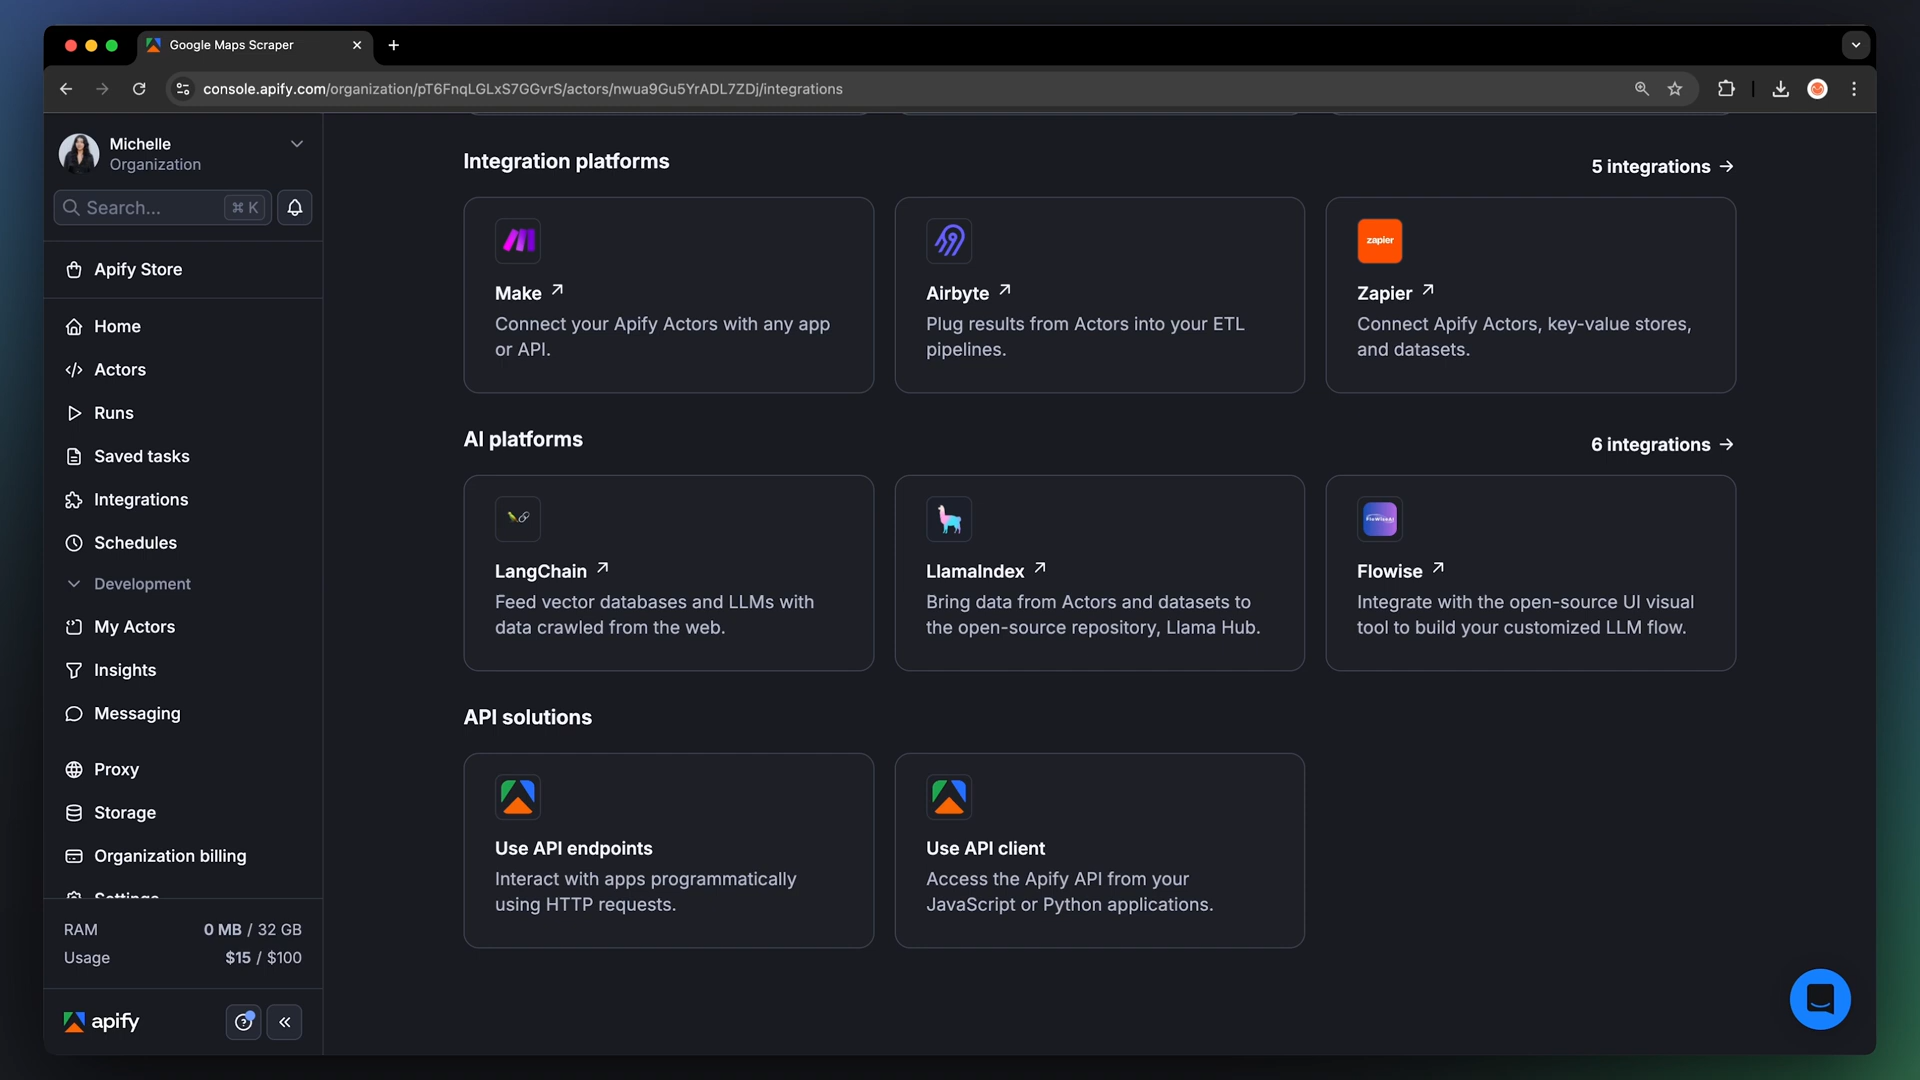 Google Maps Scraper
console.apify.com/organization/pT6FnqLGLxS7GGvrS/actors/nwua9Gu5YrADL7ZDj/integrations
Michelle
Organization
Search...
⌘ K
Apify Store
Home
Actors
Runs
Saved tasks
Integrations
Schedules
Development
My Actors
Insights
Messaging
Proxy
Storage
Organization billing
Settings
RAM 0 MB / 32 GB
Usage $15 / $100
apify
Integration platforms
5 integrations →
zapier
Make
Connect your Apify Actors with any app
or API.
Airbyte
Plug results from Actors into your ETL
pipelines.
Zapier
Connect Apify Actors, key-value stores,
and datasets.
AI platforms
6 integrations →
LangChain
Feed vector databases and LLMs with
data crawled from the web.
LlamaIndex
Bring data from Actors and datasets to
the open-source repository, Llama Hub.
FlowiseAI
Flowise
Integrate with the open-source UI visual
tool to build your customized LLM flow.
API solutions
Use API endpoints
Interact with apps programmatically
using HTTP requests.
Use API client
Access the Apify API from your
JavaScript or Python applications.